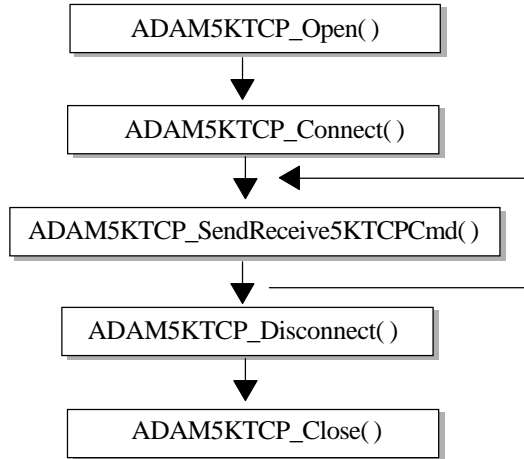 ADAM5KTCP_Open( )
ADAM5KTCP_Connect( )
ADAM5KTCP_SendReceive5KTCPCmd( )
ADAM5KTCP_Disconnect( )
ADAM5KTCP_Close( )